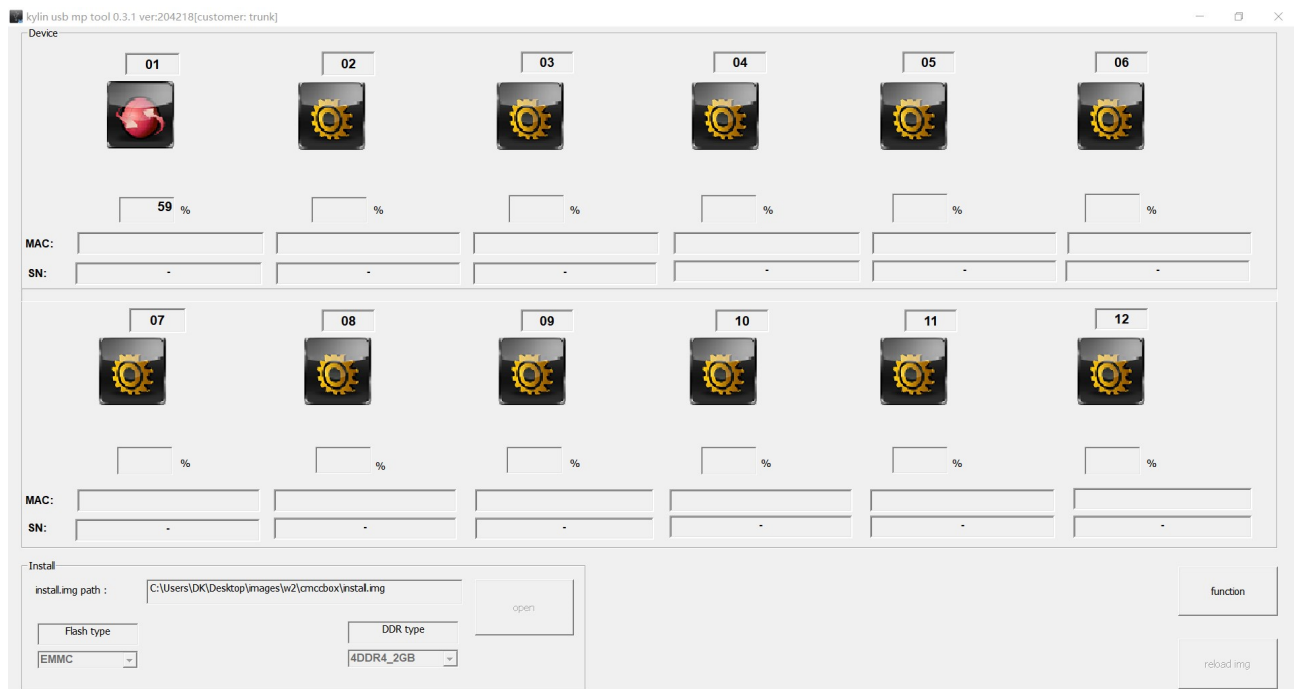 kylin usb mp tool 0.3.1 ver:204218[customer: trunk]
Device
01 02 03 04 05 06
59 % % % % % %
MAC:
SN: - - - - - -
07 08 09 10 11 12
% % % % % %
MAC:
SN: - - - - - -
Install
install.img path : C:\Users\DK\Desktop\images\w2\cmccbox\install.img open function
Flash type DDR type
EMMC 4DDR4_2GB reload img